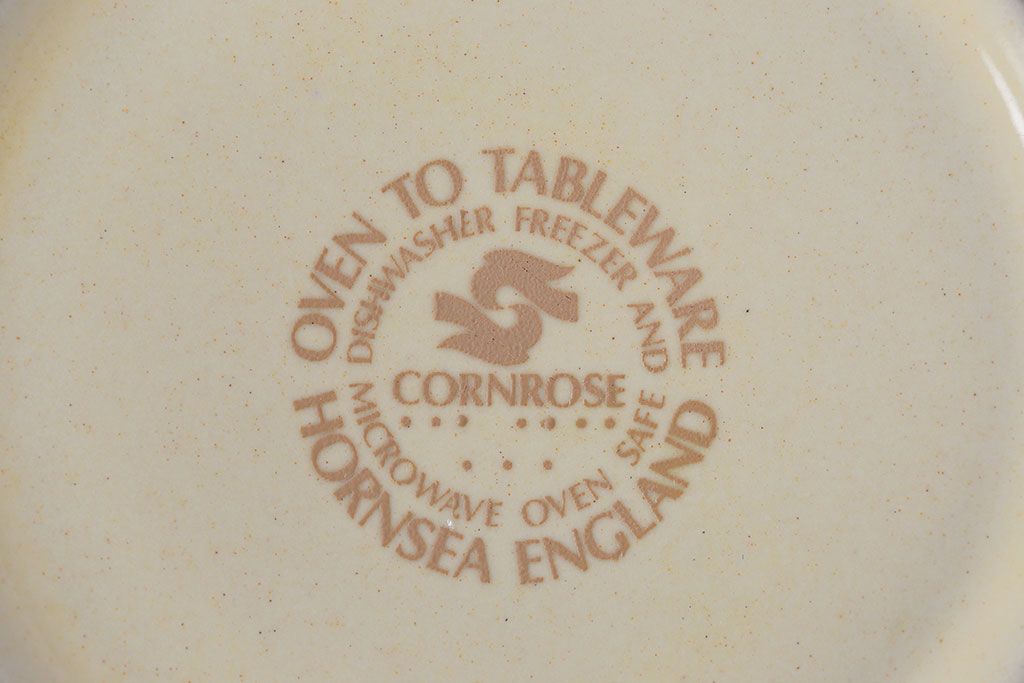 OVEN TO TABLEWARE
DISHWASHER FREEZER AND
CORNROSE
MICROWAVE OVEN SAFE
HORNSEA ENGLAND